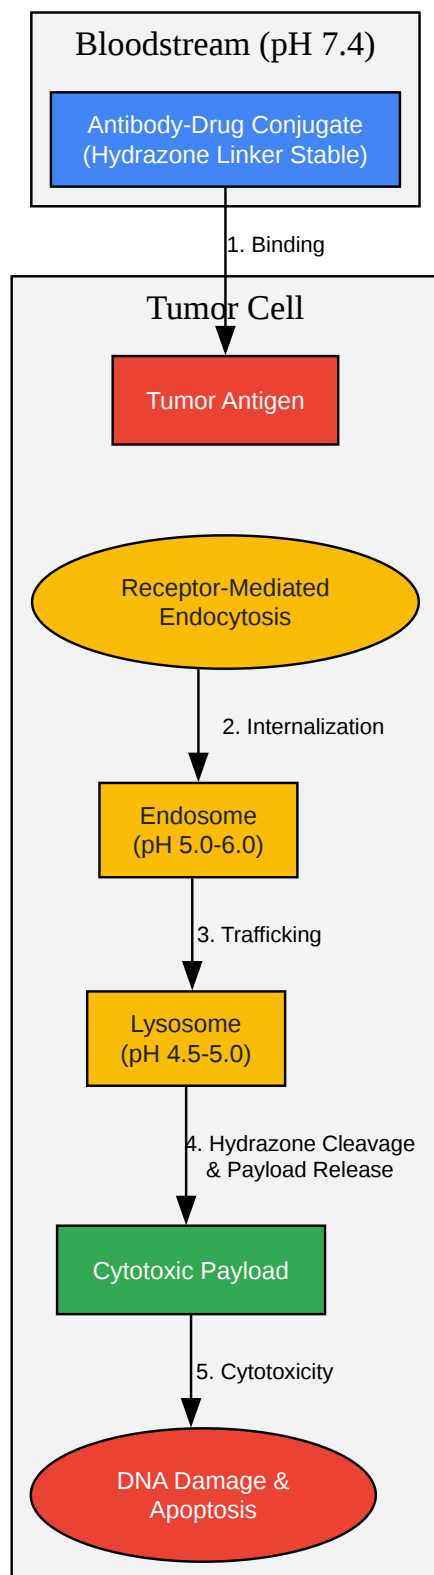 Bloodstream (pH 7.4)
Antibody-Drug Conjugate
(Hydrazone Linker Stable)
1. Binding
Tumor Cell
Tumor Antigen
Receptor-Mediated
Endocytosis
2. Internalization
Endosome
(pH 5.0-6.0)
3. Trafficking
Lysosome
(pH 4.5-5.0)
4. Hydrazone Cleavage
& Payload Release
Cytotoxic Payload
5. Cytotoxicity
DNA Damage &
Apoptosis